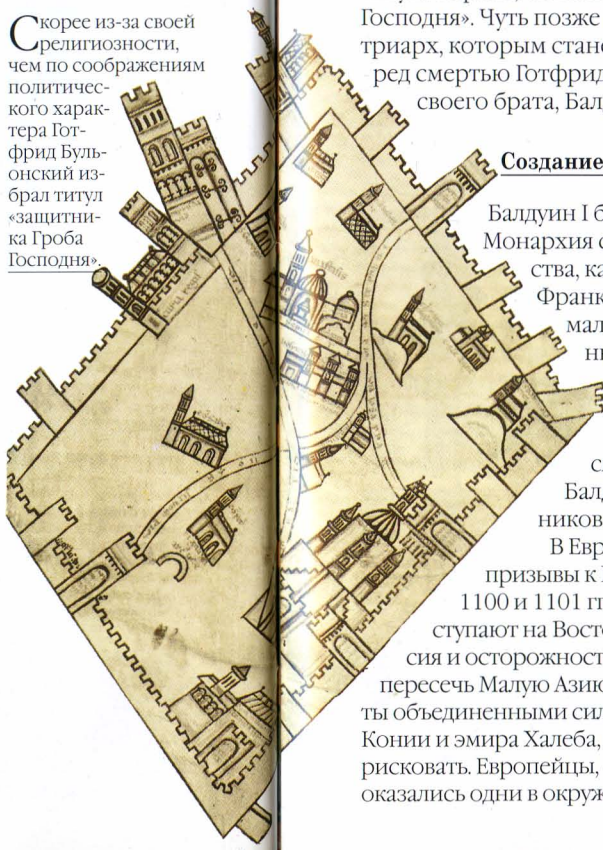 Скорее из-за своей
религиозности,
чем по соображениям
политичес-
кого харак-
тера Гот-
фрид Буль-
онский из-
брал титул
«защитни-
ка Гроба
Господня».
Господня». Чуть позже
триарх, которым стан
ред смертью Готфрид
своего брата, Бал
Создание
Балдуин I б
Монархия
ства, ка
Франк
мал
Балд
ников
В Евр
призывы к
1100 и 1101 гг
ступают на Вост
сия и осторожност
пересечь Малую Азию
ты объединенными сил
Конии и эмира Халеба,
рисковать. Европейцы,
оказались одни в окруж